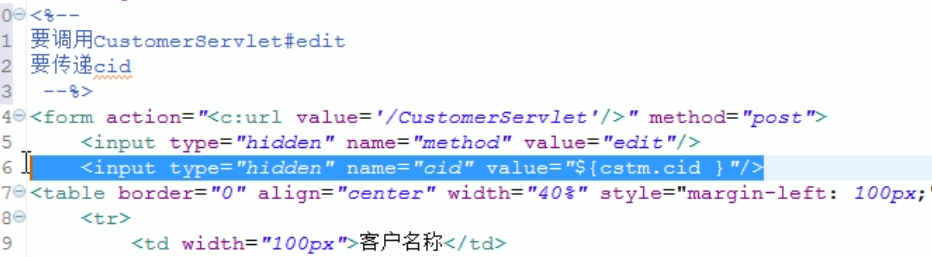 0 <%--
1 要调用CustomerServlet#edit
2 要传递cid
3 --%>
4 <form action="<c:url value='/CustomerServlet'/>" method="post">
5 <input type="hidden" name="method" value="edit"/>
6 <input type="hidden" name="cid" value="${cstm.cid }"/>
7 <table border="0" align="center" width="40%" style="margin-left: 100px;"
8 <tr>
9 <td width="100px">客户名称</td>